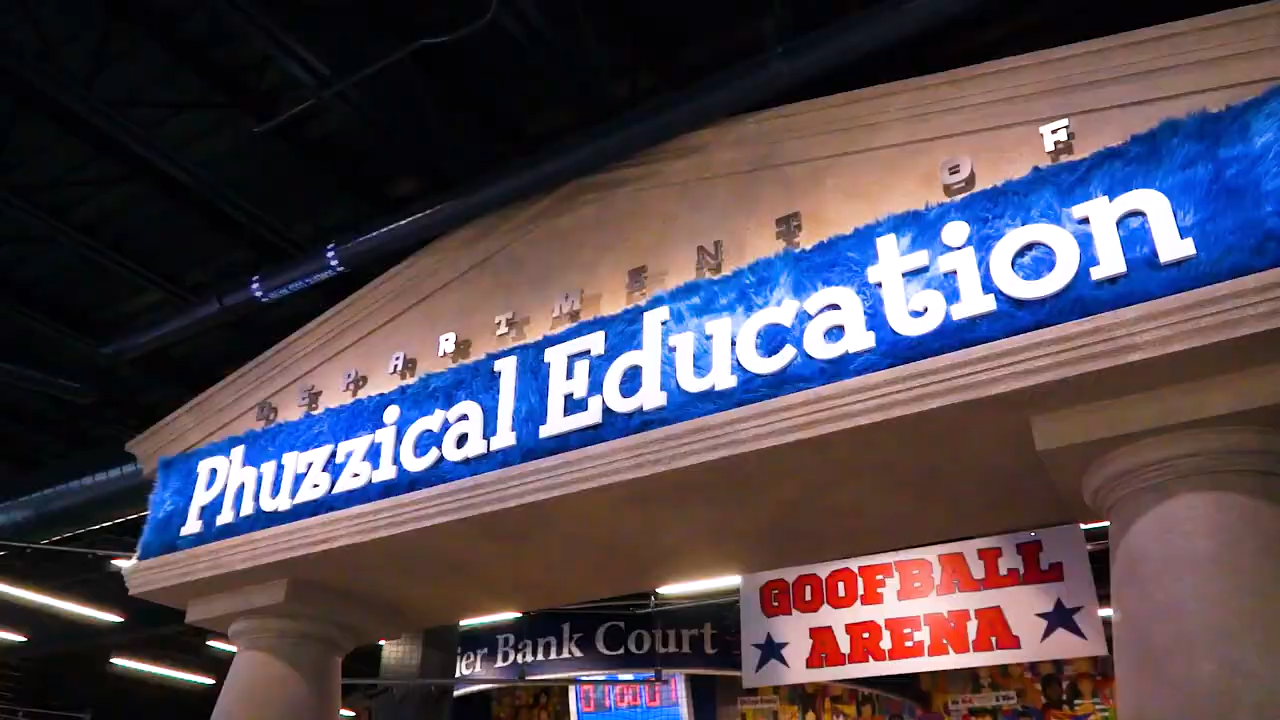 DEPARTMENT OF
Phuzzical Education
GOOFBALL
ARENA
Bank Court